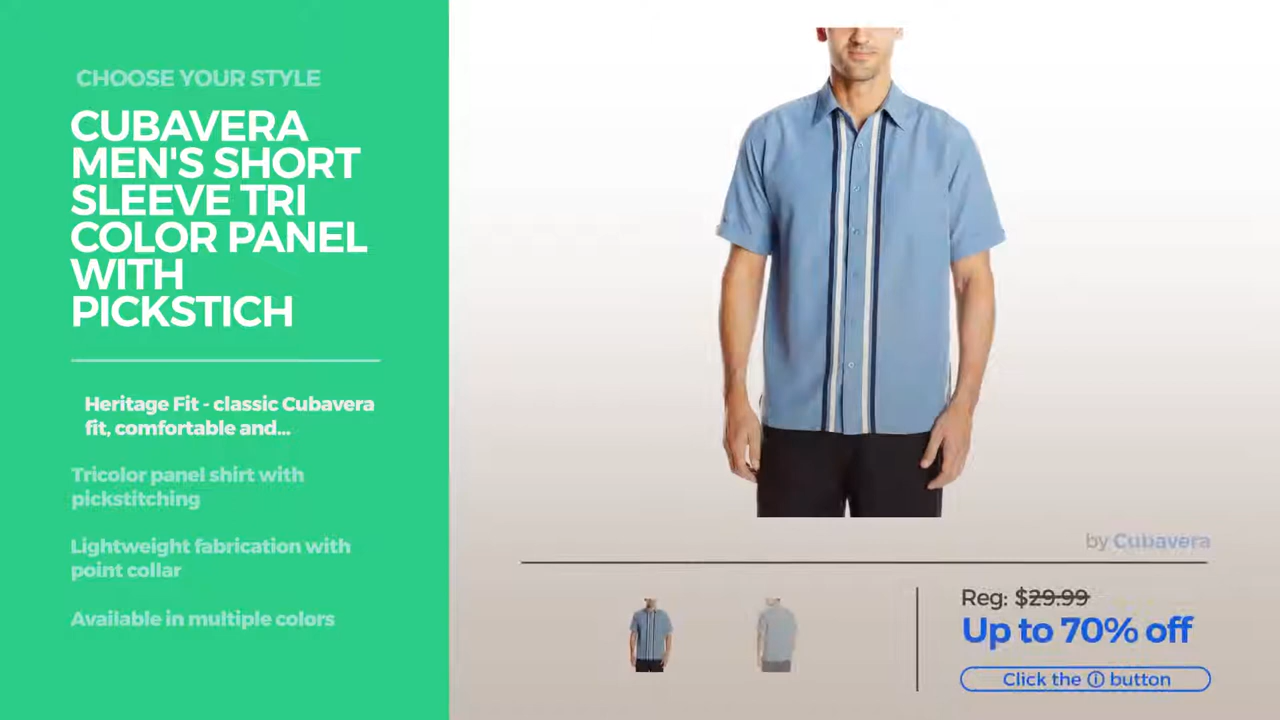 CHOOSE YOUR STYLE
CUBAVERA
MEN'S SHORT
SLEEVE TRI
COLOR PANEL
WITH
PICKSTICH
Heritage Fit - classic Cubavera
fit, comfortable and...
Tricolor panel shirt with
pickstitching
Lightweight fabrication with
point collar
Available in multiple colors
by Cubavera
Reg: $29.99
Up to 70% off
Click the ⓘ button